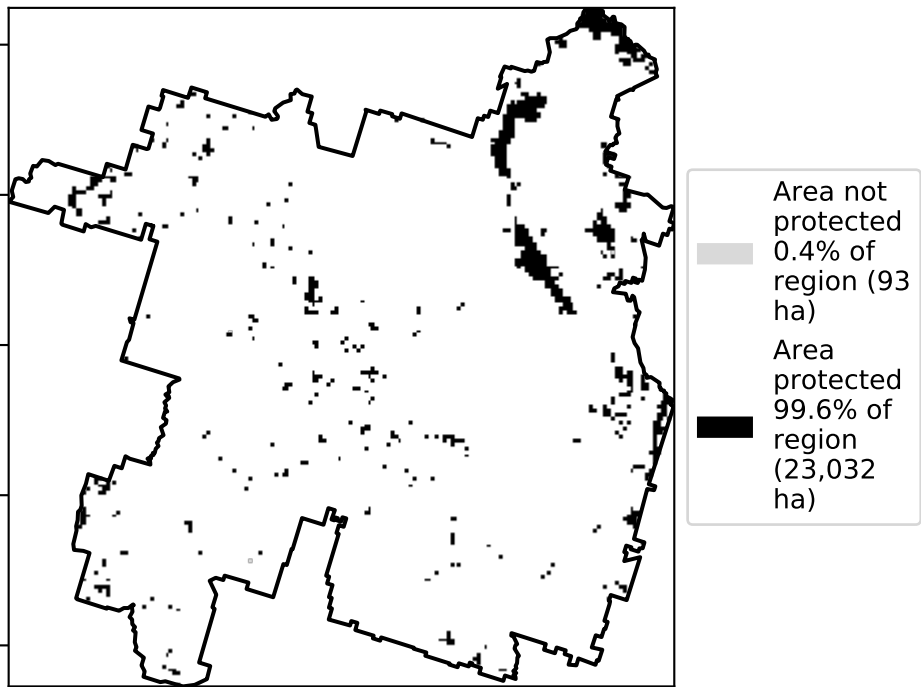 Area not
protected
0.4% of
region (93
ha)
Area
protected
99.6% of
region
(23,032
ha)